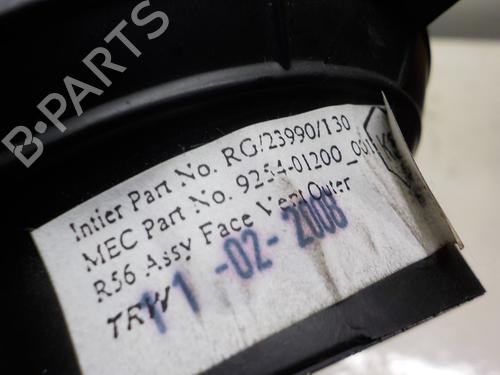 B-PARTS
Intier Part No. RG/23990/130
MEC Part No. 9254-01200_001
R56 Assy Face Vent Outer
11-02-2008
TRW